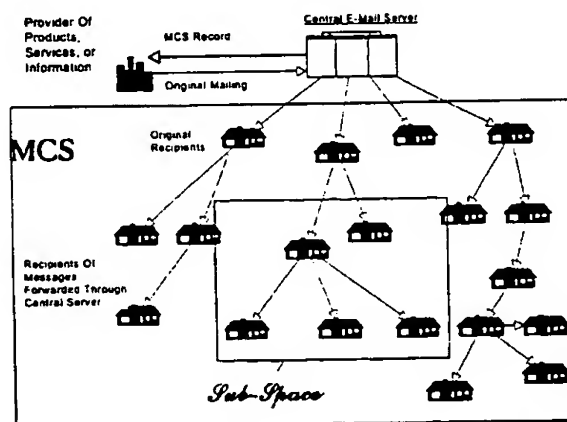 Provider Of
Products,
Services, or
Information
Central E-Mail Server
MCS Record
Original Mailing
MCS
Original
Recipients
Recipients Of
Messages
Forwarded Through
Central Server
Sub-Space